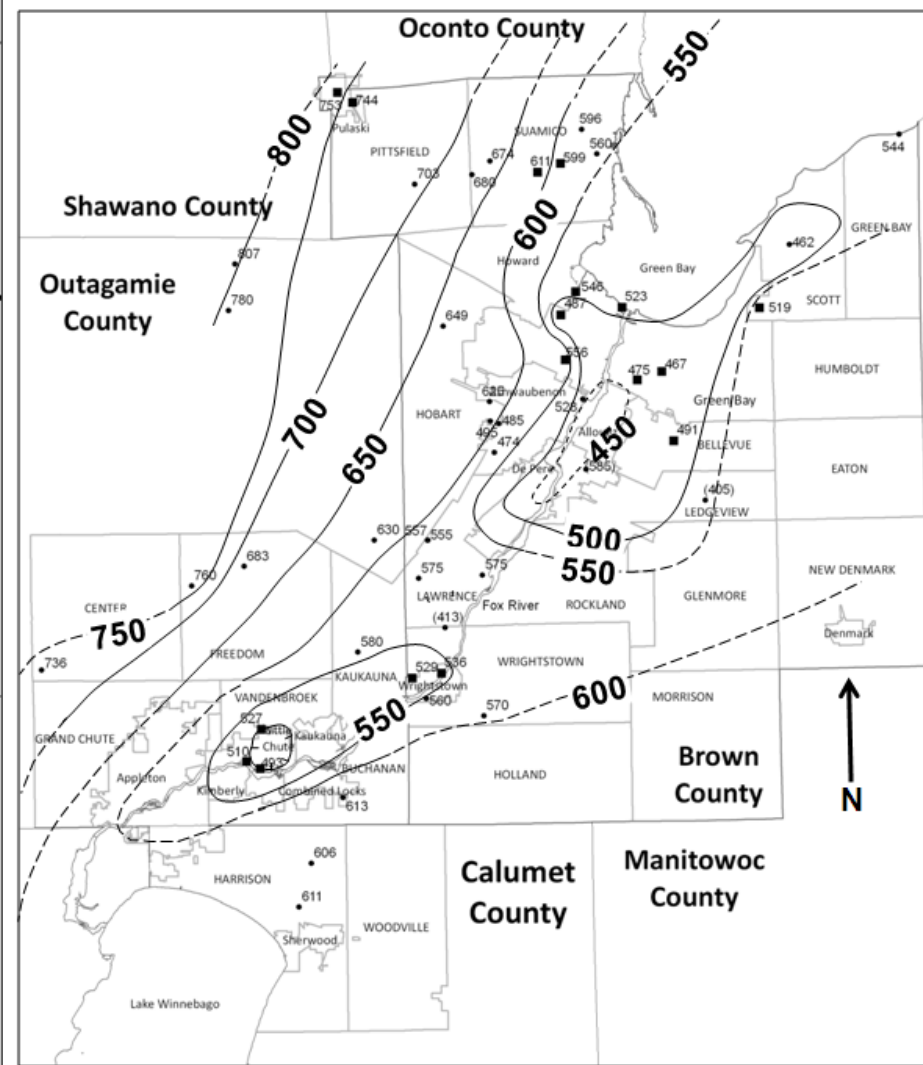 Oconto County
550
800
753
744
Pulaski
PITTSFIELD
SUAMICO
596
560
599
611
674
680
703
544
Shawano County
600
GREEN BAY
462
807
Howard
Green Bay
Outagamie
County
780
546
487
523
SCOTT
519
649
556
HUMBOLDT
475
467
Green Bay
700
HOBART
528
485
495
474
450
491
BELLEVUE
650
De Pere
(585)
EATON
(405)
LEDGEVIEW
630
557
555
500
550
683
760
575
575
NEW DENMARK
CENTER
LAWRENCE
Fox River
ROCKLAND
GLENMORE
750
(413)
Denmark
FREEDOM
580
736
KAUKAUNA
529
536
WRIGHTSTOWN
Wrightstown
600
MORRISON
VANDENBROEK
560
550
570
GRAND CHUTE
527
Little
Chute
Kaukauna
510
493
BUCHANAN
Brown
County
Appleton
Kimberly
Combined Locks
HOLLAND
613
N
606
HARRISON
611
Calumet
County
Manitowoc
County
Sherwood
WOODVILLE
Lake Winnebago